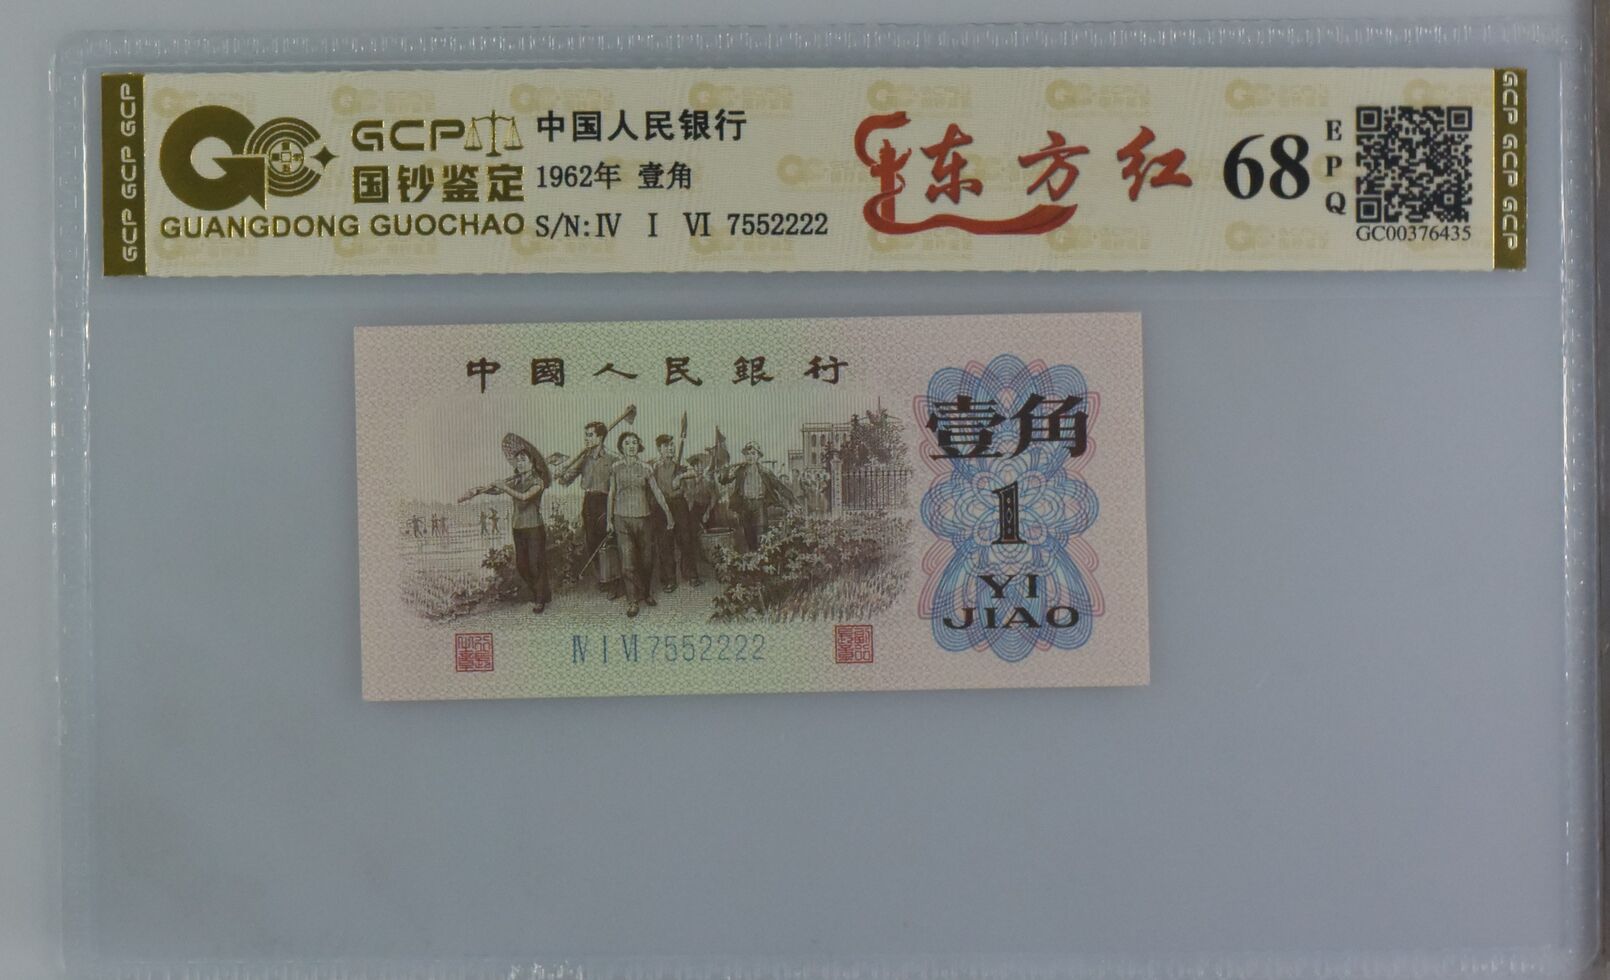 GCP GCP GCP
GCP
国钞鉴定
GUANGDONG GUOCHAO
中国人民银行
1962年 壹角
S/N:Ⅳ Ⅰ Ⅵ 7552222
东方红
68
EPQ
GC00376435
GCP GCP GCP
中國人民銀行
壹角
1
YI
JIAO
Ⅳ Ⅰ Ⅵ 7552222